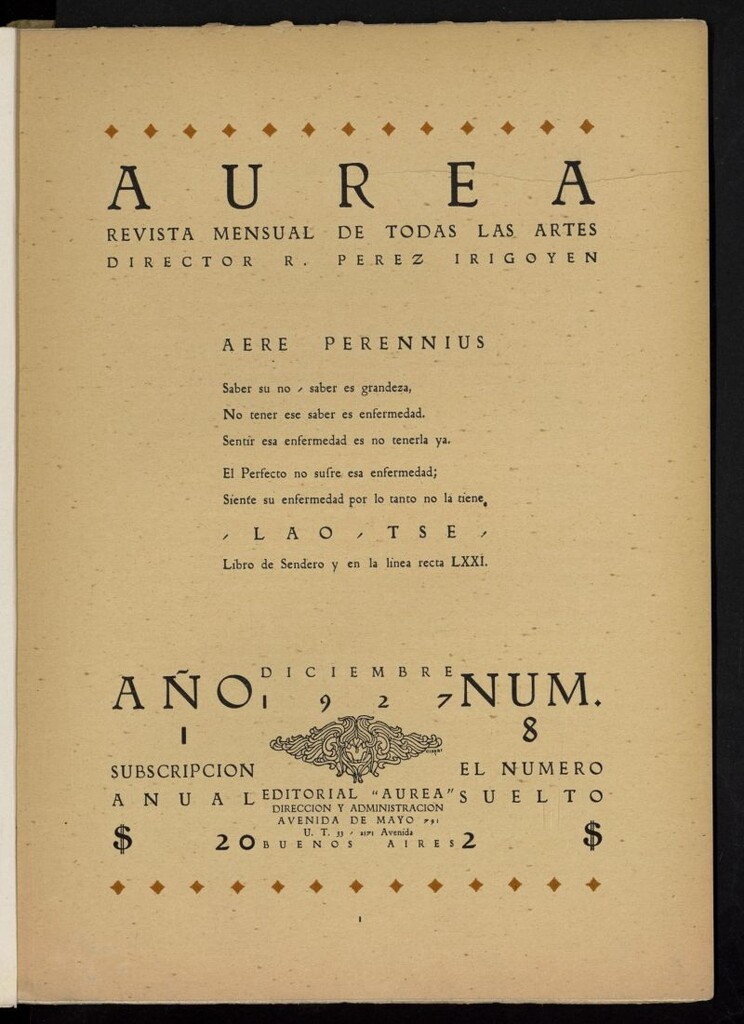 AUREA
REVISTA MENSUAL DE TODAS LAS ARTES
DIRECTOR R. PEREZ IRIGOYEN
AERE PERENNIUS
Saber su no - saber es grandeza,
No tener ese saber es enfermedad.
Sentir esa enfermedad es no tenerla ya.
El Perfecto no sufre esa enfermedad;
Siente su enfermedad por lo tanto no la tiene,
- LAO - TSE -
Libro de Sendero y en la línea recta LXXI.
AÑO
1
DICIEMBRE
1927
NUM.
8
SUBSCRIPCION
ANUAL
$ 20
EDITORIAL "AUREA"
DIRECCION Y ADMINISTRACION
AVENIDA DE MAYO 791
U. T. 33 - 2171 Avenida
BUENOS AIRES
EL NUMERO
SUELTO
2 $
1